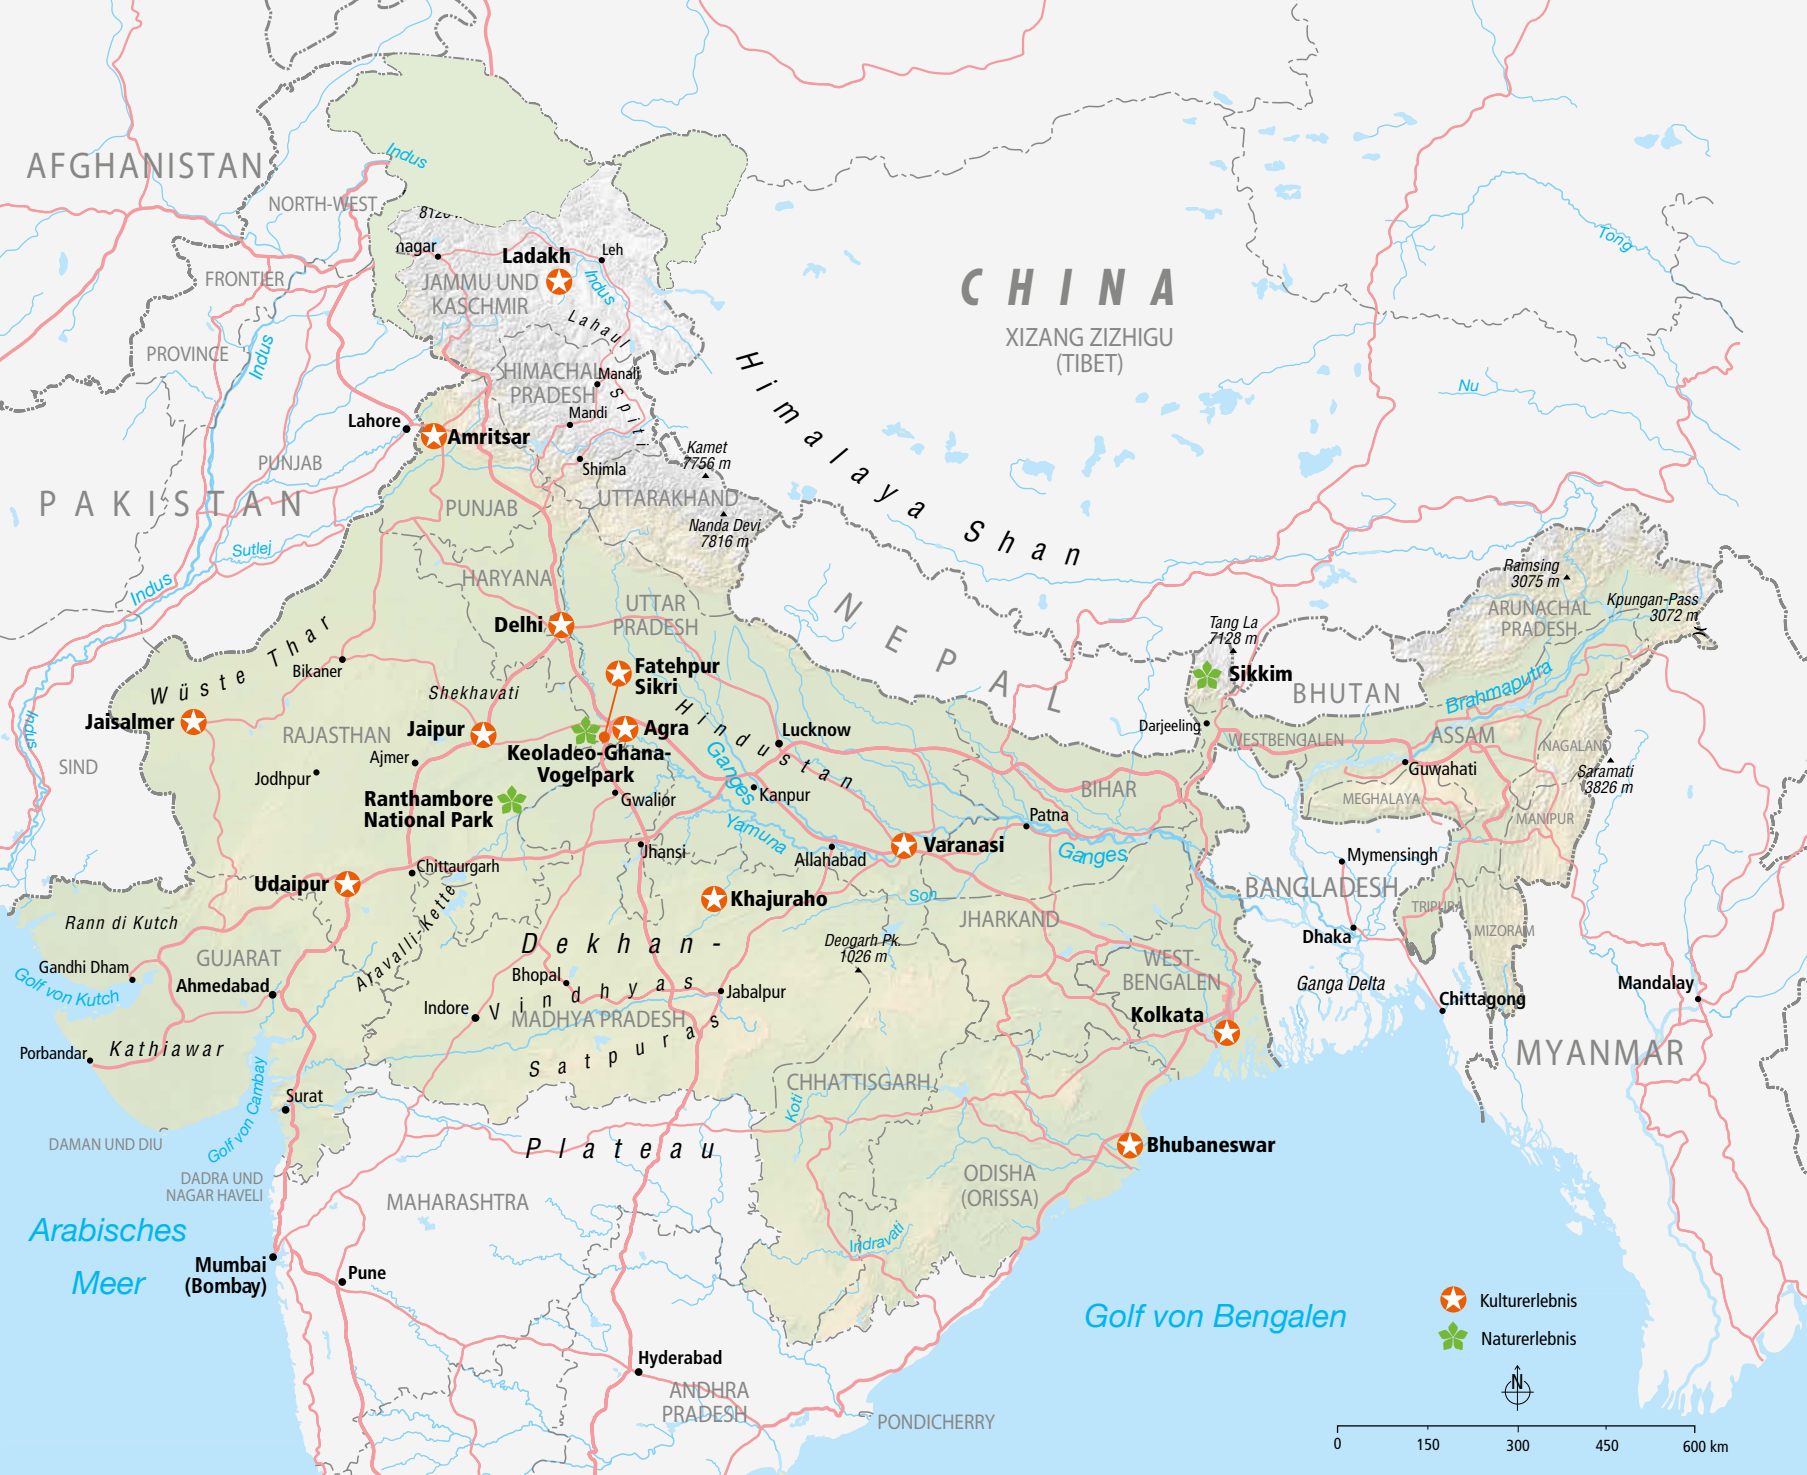 AFGHANISTAN
NORTH-WEST
FRONTIER
PROVINCE
Indus
nagar
Ladakh
Leh
JAMMU UND
KASCHMIR
Indus
Lahaul
Spiti
HIMACHAL
PRADESH
Manali
Mandi
Shimla
CHINA
XIZANG ZIZHIGU
(TIBET)
Himalaya Shan
Tong
Nu
Indus
Lahore
Amritsar
PUNJAB
PAKISTAN
PUNJAB
Sutlej
Indus
Kamet
7756 m
UTTARAKHAND
Nanda Devi
7816 m
HARYANA
Delhi
UTTAR
PRADESH
NEPAL
Wüste Thar
Bikaner
Shekhavati
Fatehpur
Sikri
Jaisalmer
RAJASTHAN
Jaipur
Agra
Hindustan
Lucknow
Ajmer
Jodhpur
Keoladeo-Ghana-
Vogelpark
Ganges
Kanpur
Gwalior
Ranthambore
National Park
Yamuna
Indus
SIND
Tang La
7128 m
Sikkim
Darjeeling
BHUTAN
WESTBENGALEN
Ramsing
3075 m
Kpungan-Pass
3072 m
ARUNACHAL
PRADESH
Brahmaputra
ASSAM
NAGALAND
Guwahati
Saramati
3826 m
MEGHALAYA
MANIPUR
BIHAR
Patna
Varanasi
Allahabad
Ganges
Jhansi
Chittaurgarh
Udaipur
Khajuraho
Son
Mymensingh
BANGLADESH
TRIPURA
MIZORAM
Dhaka
Ganga Delta
Chittagong
Mandalay
MYANMAR
Rann di Kutch
GUJARAT
Gandhi Dham
Golf von Kutch
Ahmedabad
Aravalli-Kette
Dekhan-
Deogarh Pk.
1026 m
JHARKAND
WEST-
BENGALEN
Kolkata
Bhopal
Indore
Vindhyas
MADHYA PRADESH
Jabalpur
Satpuras
Porbandar
Kathiawar
Golf von Cambay
Surat
CHHATTISGARH
Koti
DAMAN UND DIU
DADRA UND
NAGAR HAVELI
Plateau
Bhubaneswar
ODISHA
(ORISSA)
MAHARASHTRA
Indravati
Arabisches
Meer
Mumbai
(Bombay)
Pune
Golf von Bengalen
Hyderabad
ANDHRA
PRADESH
PONDICHERRY
Kulturerlebnis
Naturerlebnis
N
0 150 300 450 600 km